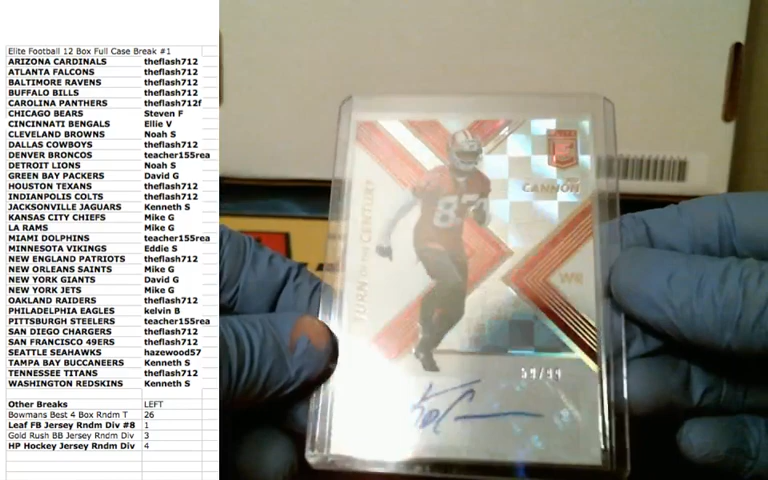 Elite Football 12 Box Full Case Break #1
ARIZONA CARDINALS theflash712
ATLANTA FALCONS theflash712
BALTIMORE RAVENS theflash712
BUFFALO BILLS theflash712
CAROLINA PANTHERS theflash712f
CHICAGO BEARS Steven F
CINCINNATI BENGALS Ellie V
CLEVELAND BROWNS Noah S
DALLAS COWBOYS theflash712
DENVER BRONCOS teacher155rea
DETROIT LIONS Noah S
GREEN BAY PACKERS David G
HOUSTON TEXANS theflash712
INDIANPOLIS COLTS theflash712
JACKSONVILLE JAGUARS Kenneth S
KANSAS CITY CHIEFS Mike G
LA RAMS Mike G
MIAMI DOLPHINS teacher155rea
MINNESOTA VIKINGS Eddie S
NEW ENGLAND PATRIOTS theflash712
NEW ORLEANS SAINTS Mike G
NEW YORK GIANTS David G
NEW YORK JETS Mike G
OAKLAND RAIDERS theflash712
PHILADELPHIA EAGLES kelvin B
PITTSBURGH STEELERS teacher155rea
SAN DIEGO CHARGERS theflash712
SAN FRANCISCO 49ERS theflash712
SEATTLE SEAHAWKS hazewood57
TAMPA BAY BUCCANEERS Kenneth S
TENNESSEE TITANS theflash712
WASHINGTON REDSKINS Kenneth S
Other Breaks LEFT
Bowmans Best 4 Box Rndm T 26
Leaf FB Jersey Rndm Div #8 1
Gold Rush BB Jersey Rndm Div 3
HP Hockey Jersey Rndm Div 4
TURN OF THE CENTURY
CANNON
87
WR
59/99